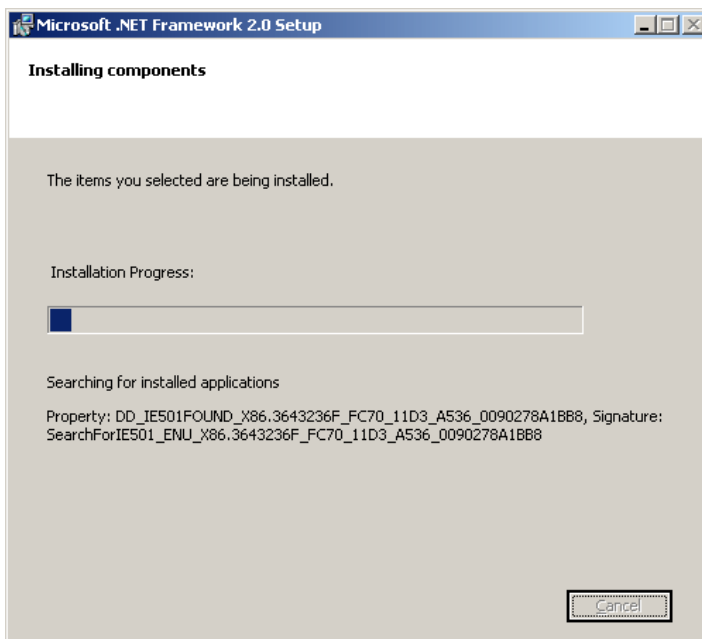 Microsoft .NET Framework 2.0 Setup
Installing components
The items you selected are being installed.
Installation Progress:
Searching for installed applications
Property: DD_IE501FOUND_X86.3643236F_FC70_11D3_A536_0090278A1BB8, Signature:
SearchForIE501_ENU_X86.3643236F_FC70_11D3_A536_0090278A1BB8
Cancel